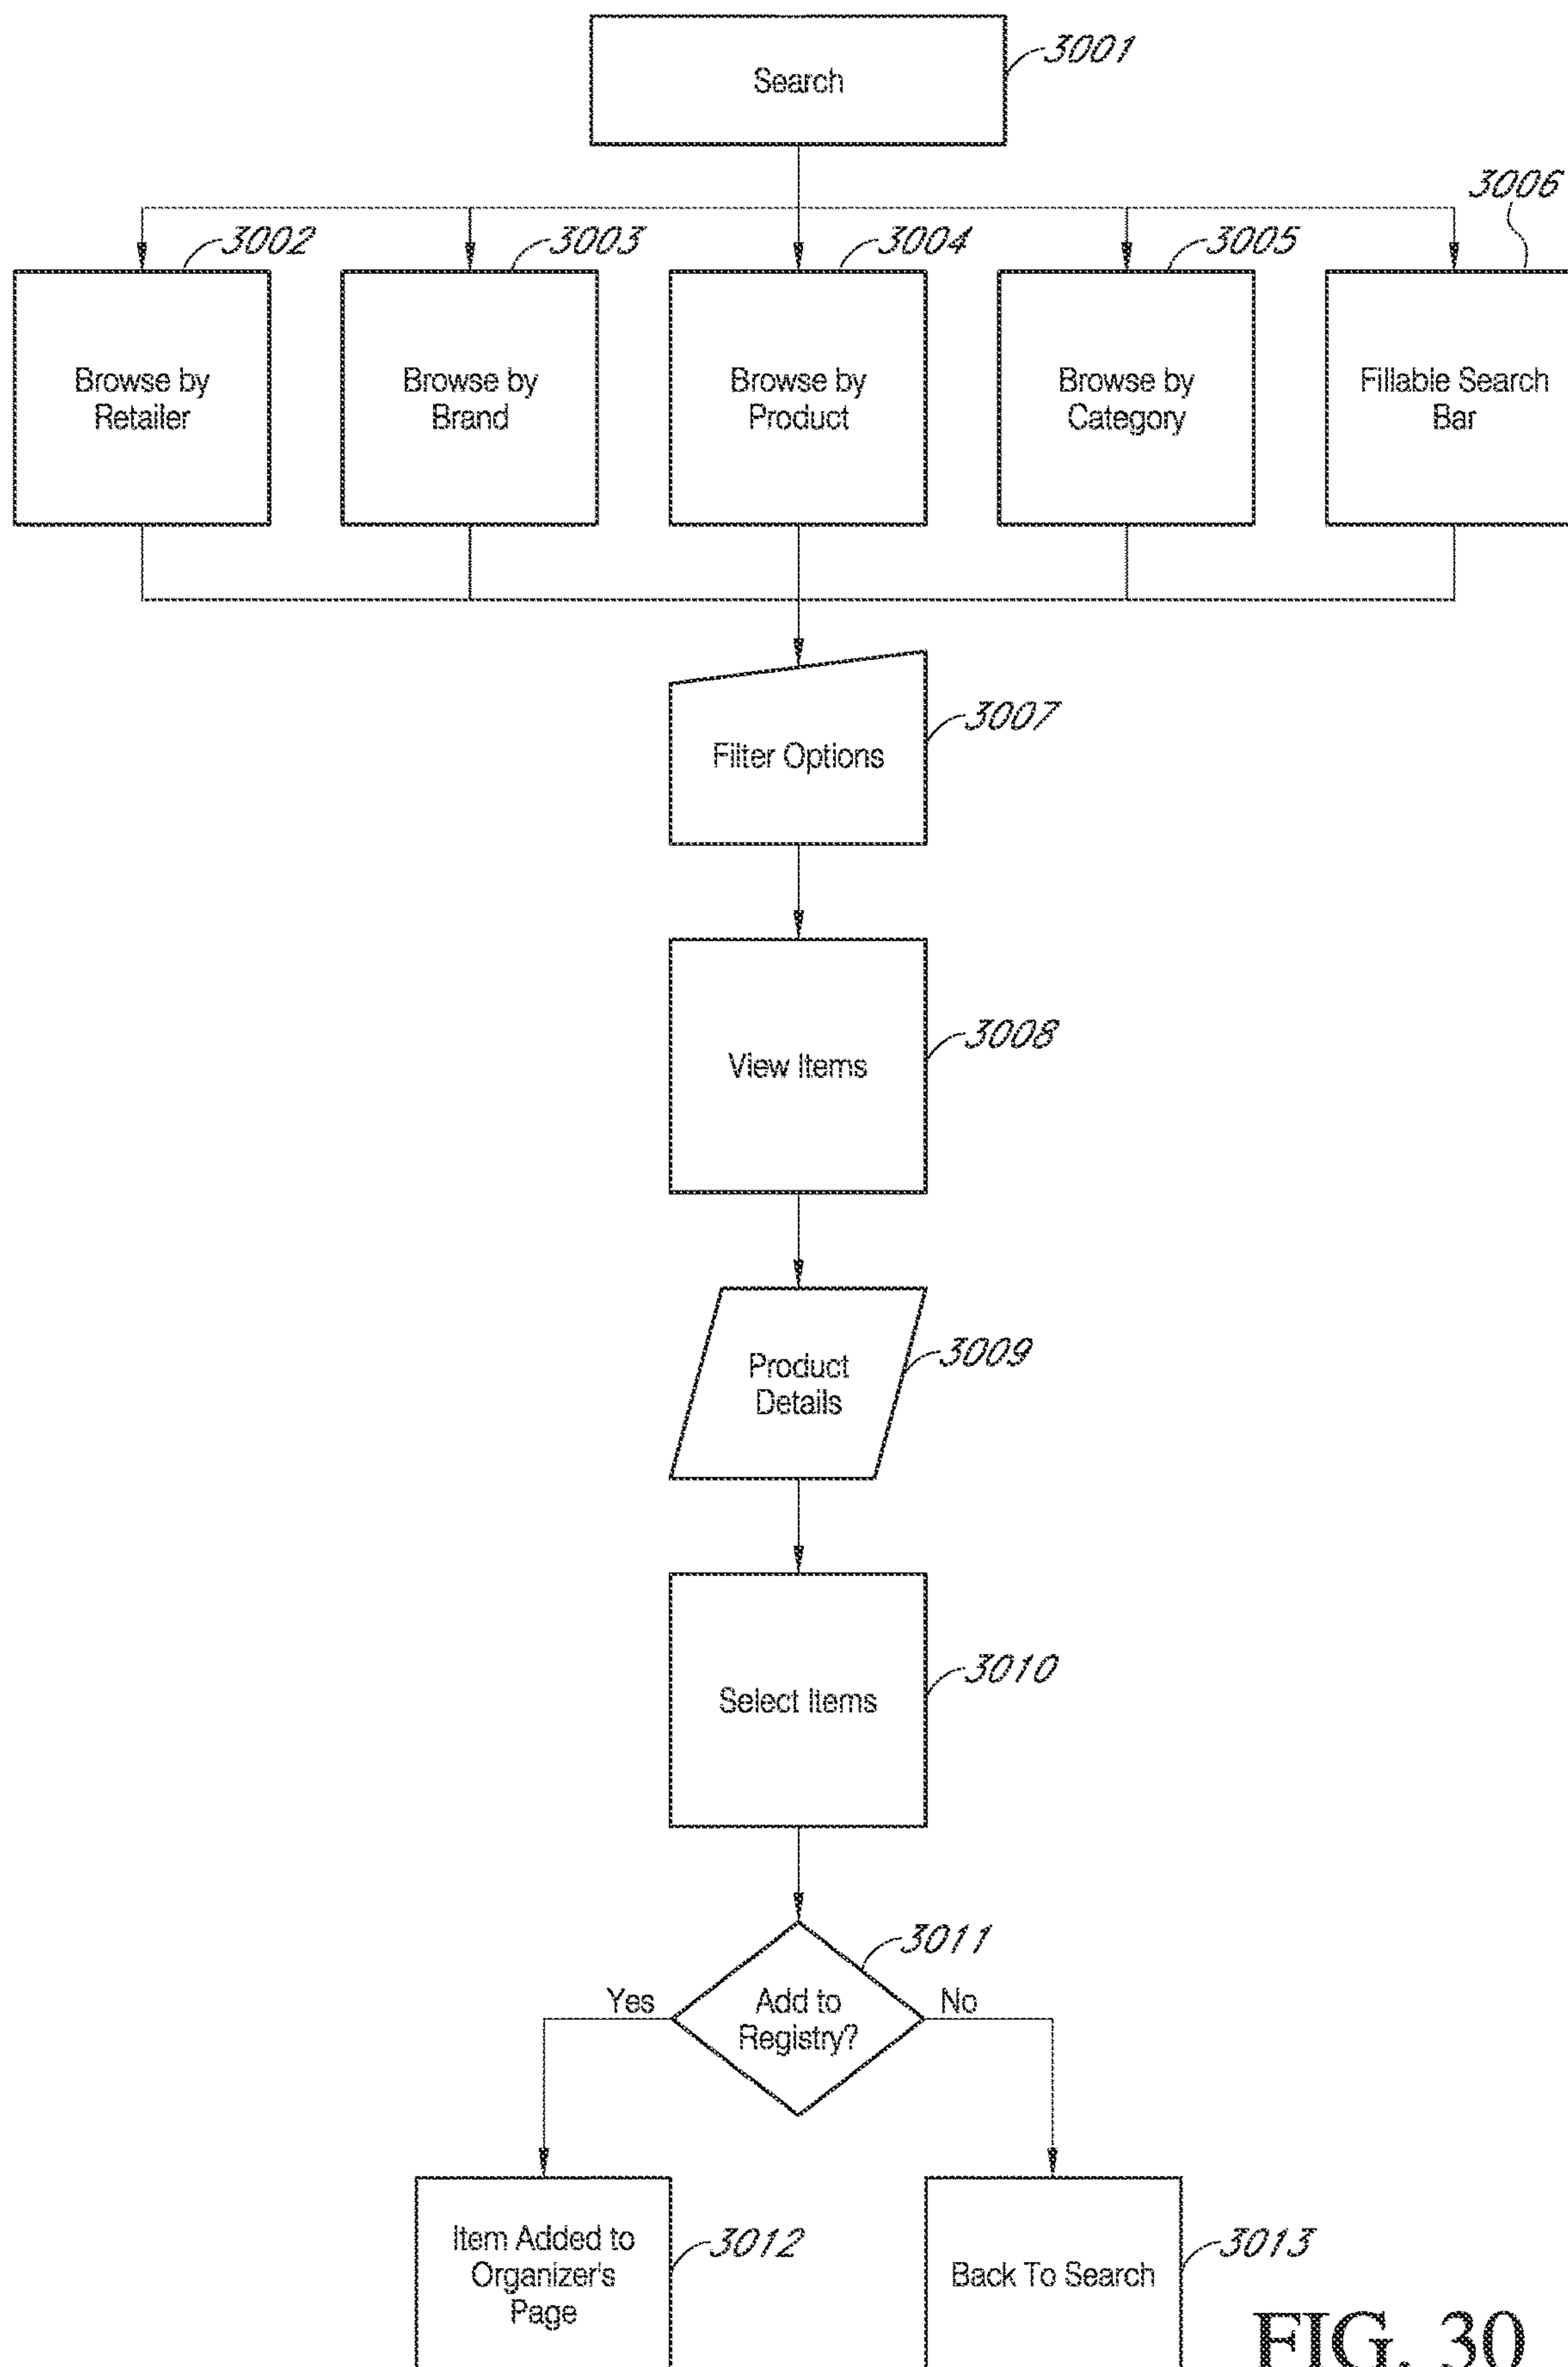 Search
3001
3006
3002
3003
3004
3005
Browse by
Retailer
Browse by
Brand
Browse by
Product
Browse by
Category
Fillable Search
Bar
Filter Options
3007
View Items
3008
Product
Details
3009
Select Items
3010
3011
Yes
Add to
Registry?
No
Item Added to
Organizer's
Page
3012
Back To Search
3013
FIG. 30